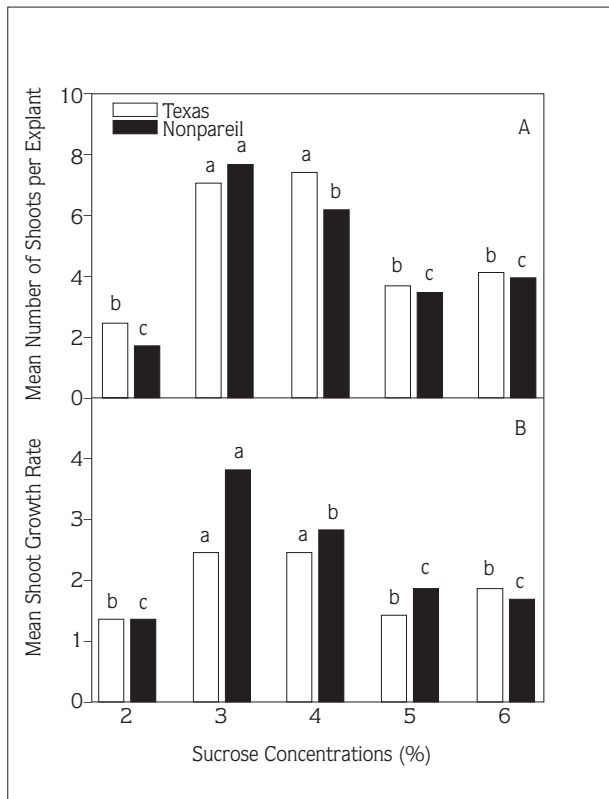 Texas
Nonpareil
A
Mean Number of Shoots per Explant
10
8
6
4
2
0
b
c
a
a
a
b
b
c
b
c
B
Mean Shoot Growth Rate
4
3
2
1
0
b
c
a
a
a
b
b
c
b
c
2 3 4 5 6
Sucrose Concentrations (%)